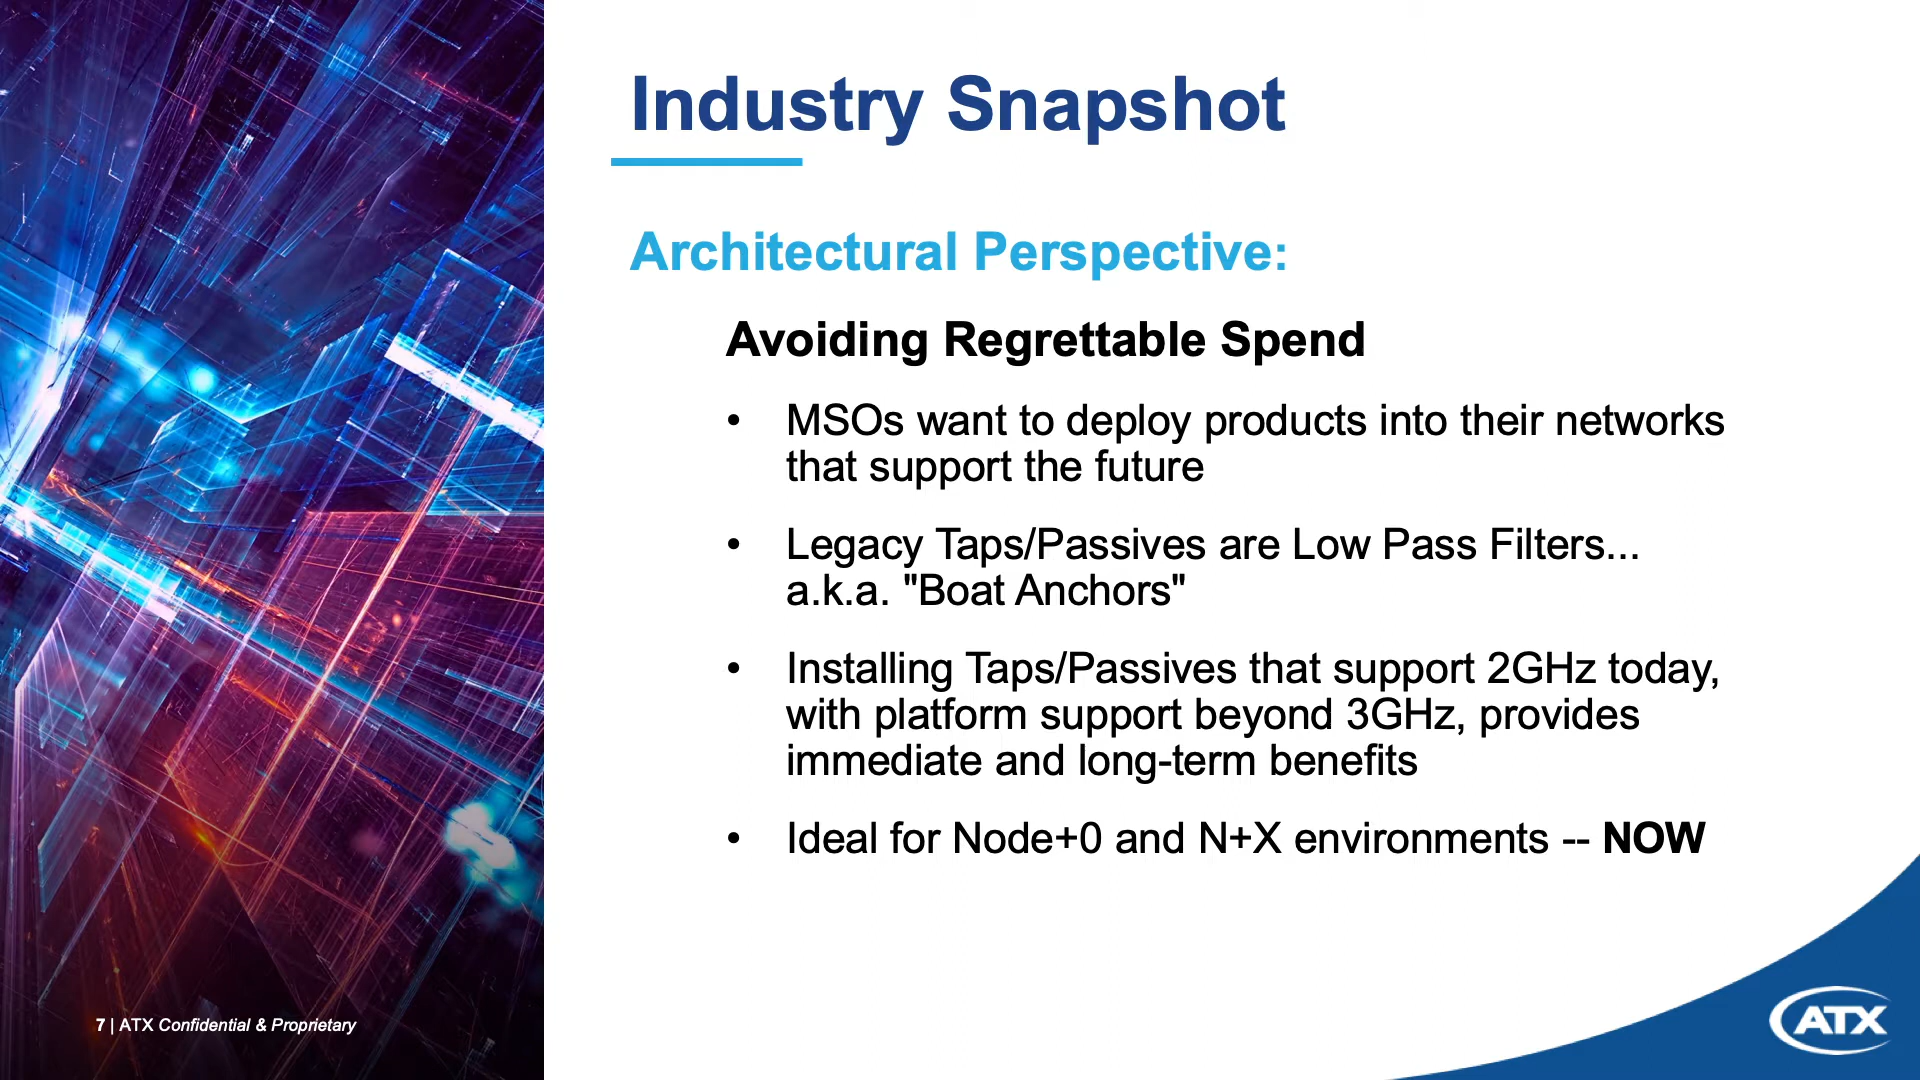 Industry Snapshot
Architectural Perspective:
Avoiding Regrettable Spend
• MSOs want to deploy products into their networks
that support the future
• Legacy Taps/Passives are Low Pass Filters...
a.k.a. "Boat Anchors"
• Installing Taps/Passives that support 2GHz today,
with platform support beyond 3GHz, provides
immediate and long-term benefits
• Ideal for Node+0 and N+X environments -- NOW
7 | ATX Confidential & Proprietary
ATX